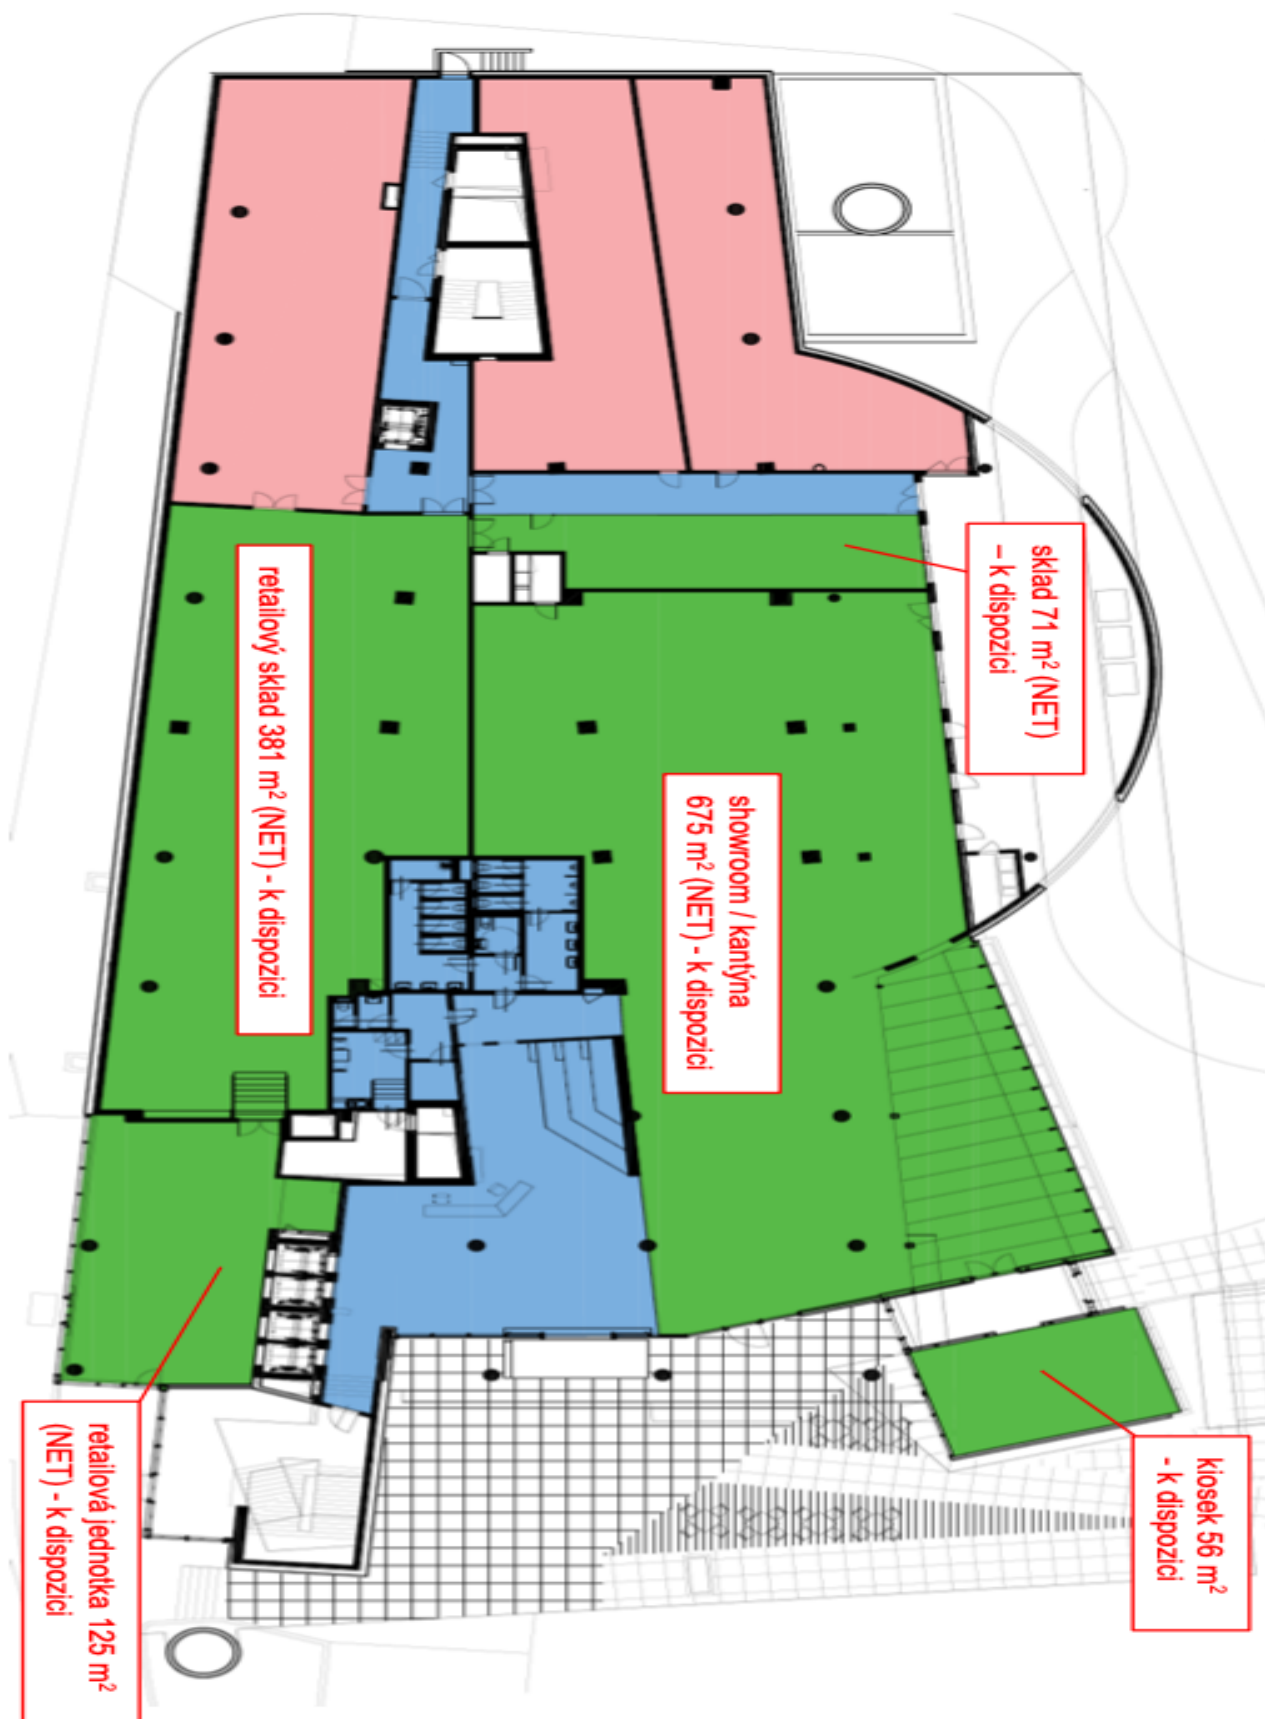 sklad 71 m² (NET)
– k dispozici
retailový sklad 381 m² (NET) - k dispozici
showroom / kantýna
675 m² (NET) - k dispozici
kiosek 56 m²
- k dispozici
retailová jednotka 125 m²
(NET) - k dispozici